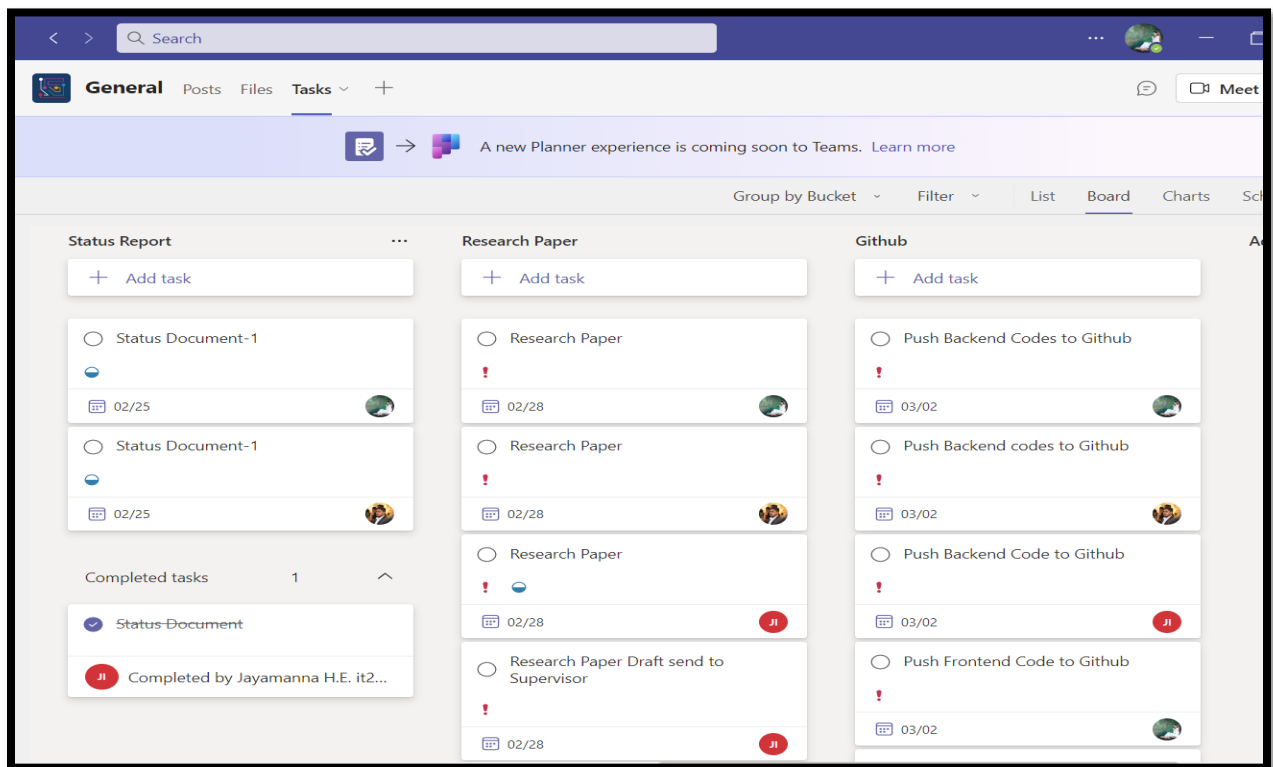 Search
General Posts Files Tasks
Meet
A new Planner experience is coming soon to Teams. Learn more
Group by Bucket Filter List Board Charts
Status Report
Add task
Status Document-1
02/25
Status Document-1
02/25
Completed tasks 1
Status Document
JI Completed by Jayamanna H.E. it2...
Research Paper
Add task
Research Paper
02/28
Research Paper
02/28
Research Paper
02/28 JI
Research Paper Draft send to
Supervisor
02/28 JI
Github
Add task
Push Backend Codes to Github
03/02
Push Backend codes to Github
03/02
Push Backend Code to Github
03/02 JI
Push Frontend Code to Github
03/02